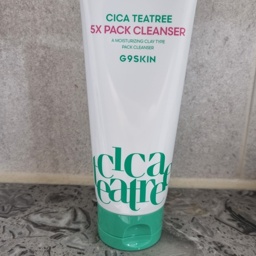 CICA TEATREE
5X PACK CLEANSER
A MOISTURIZING CLAY TYPE
PACK CLEANSER
G9SKIN
cica
teatree